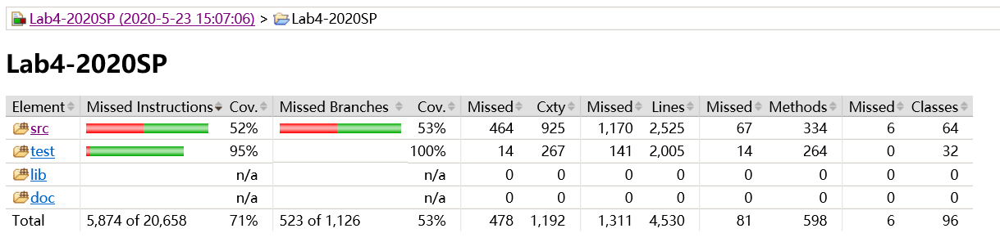 Lab4-2020SP (2020-5-23 15:07:06) > Lab4-2020SP
Lab4-2020SP
Element Missed Instructions Cov. Missed Branches Cov. Missed Cxty Missed Lines Missed Methods Missed Classes
src 52% 53% 464 925 1,170 2,525 67 334 6 64
test 95% 100% 14 267 141 2,005 14 264 0 32
lib n/a n/a 0 0 0 0 0 0 0 0
doc n/a n/a 0 0 0 0 0 0 0 0
Total 5,874 of 20,658 71% 523 of 1,126 53% 478 1,192 1,311 4,530 81 598 6 96